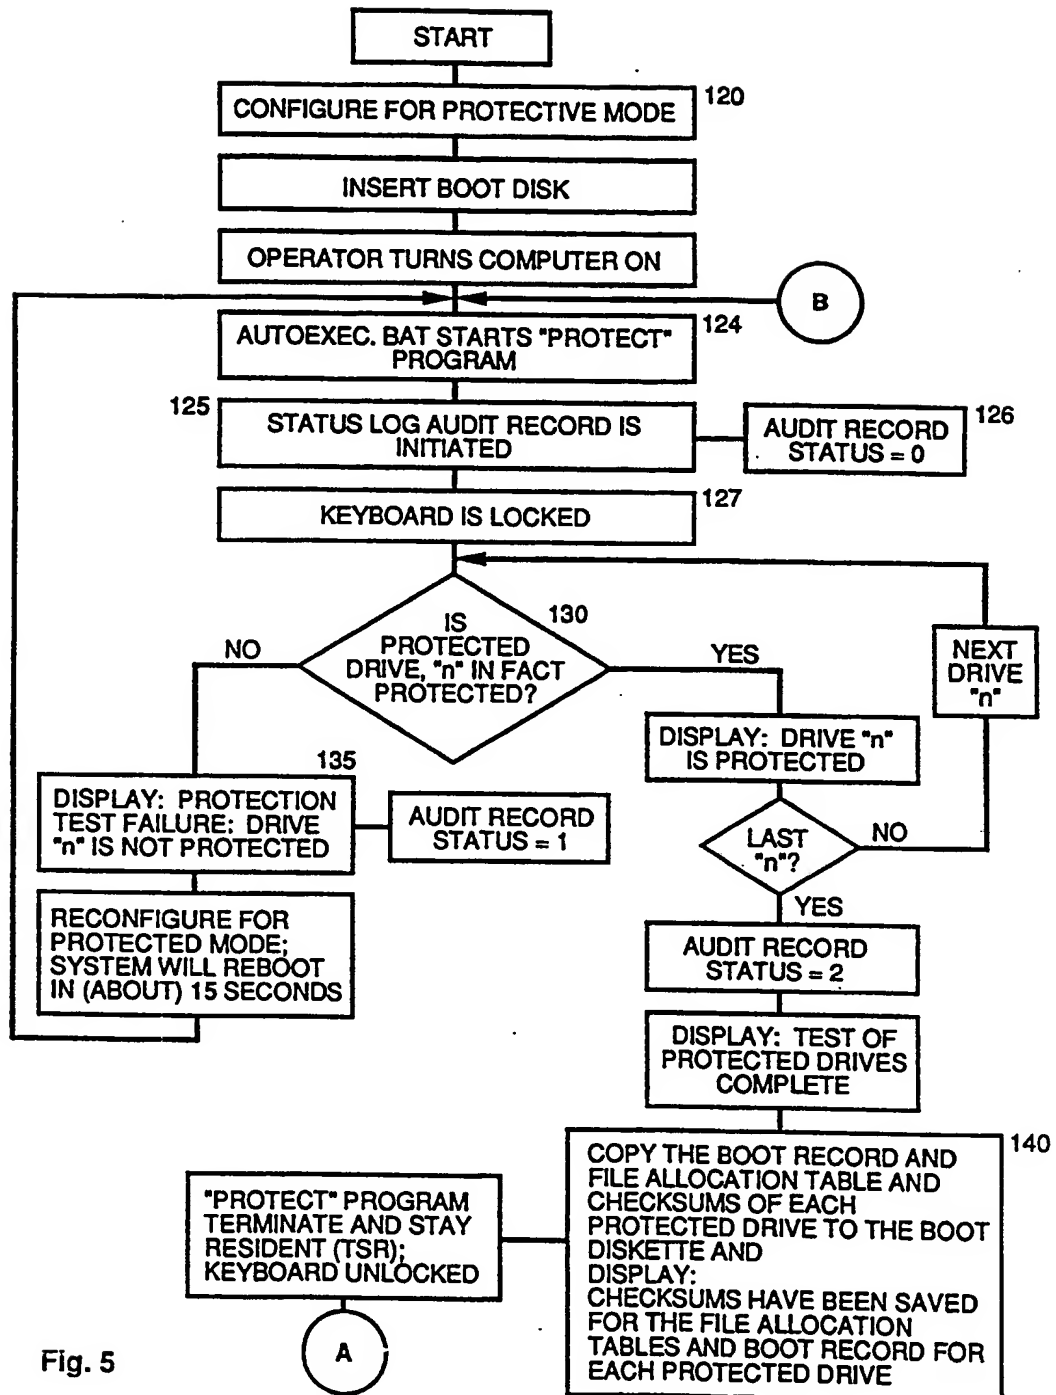 START
CONFIGURE FOR PROTECTIVE MODE
120
INSERT BOOT DISK
OPERATOR TURNS COMPUTER ON
B
AUTOEXEC. BAT STARTS "PROTECT"
PROGRAM
124
125
STATUS LOG AUDIT RECORD IS
INITIATED
AUDIT RECORD
STATUS = 0
126
KEYBOARD IS LOCKED
127
IS
PROTECTED
DRIVE, "n" IN FACT
PROTECTED?
130
NO
YES
NEXT
DRIVE
"n"
DISPLAY: DRIVE "n"
IS PROTECTED
135
DISPLAY: PROTECTION
TEST FAILURE: DRIVE
"n" IS NOT PROTECTED
AUDIT RECORD
STATUS = 1
LAST
"n"?
NO
YES
RECONFIGURE FOR
PROTECTED MODE;
SYSTEM WILL REBOOT
IN (ABOUT) 15 SECONDS
AUDIT RECORD
STATUS = 2
DISPLAY: TEST OF
PROTECTED DRIVES
COMPLETE
140
COPY THE BOOT RECORD AND
FILE ALLOCATION TABLE AND
CHECKSUMS OF EACH
PROTECTED DRIVE TO THE BOOT
DISKETTE AND
DISPLAY:
CHECKSUMS HAVE BEEN SAVED
FOR THE FILE ALLOCATION
TABLES AND BOOT RECORD FOR
EACH PROTECTED DRIVE
"PROTECT" PROGRAM
TERMINATE AND STAY
RESIDENT (TSR);
KEYBOARD UNLOCKED
A
Fig. 5